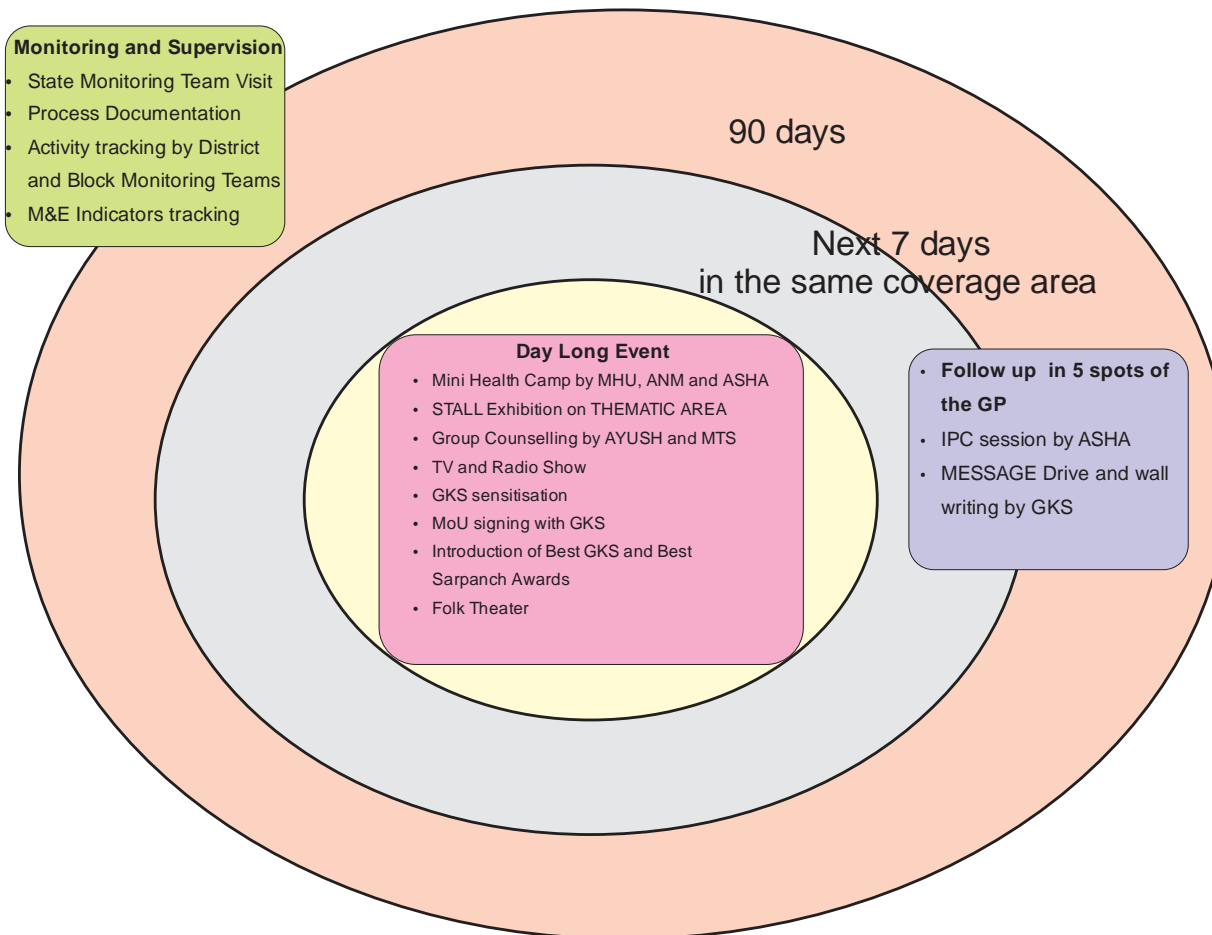 Monitoring and Supervision
• State Monitoring Team Visit
• Process Documentation
• Activity tracking by District
and Block Monitoring Teams
• M&E Indicators tracking
90 days
Next 7 days
in the same coverage area
Day Long Event
• Mini Health Camp by MHU, ANM and ASHA
• STALL Exhibition on THEMATIC AREA
• Group Counselling by AYUSH and MTS
• TV and Radio Show
• GKS sensitisation
• MoU signing with GKS
• Introduction of Best GKS and Best
Sarpanch Awards
• Folk Theater
• Follow up in 5 spots of
the GP
• IPC session by ASHA
• MESSAGE Drive and wall
writing by GKS